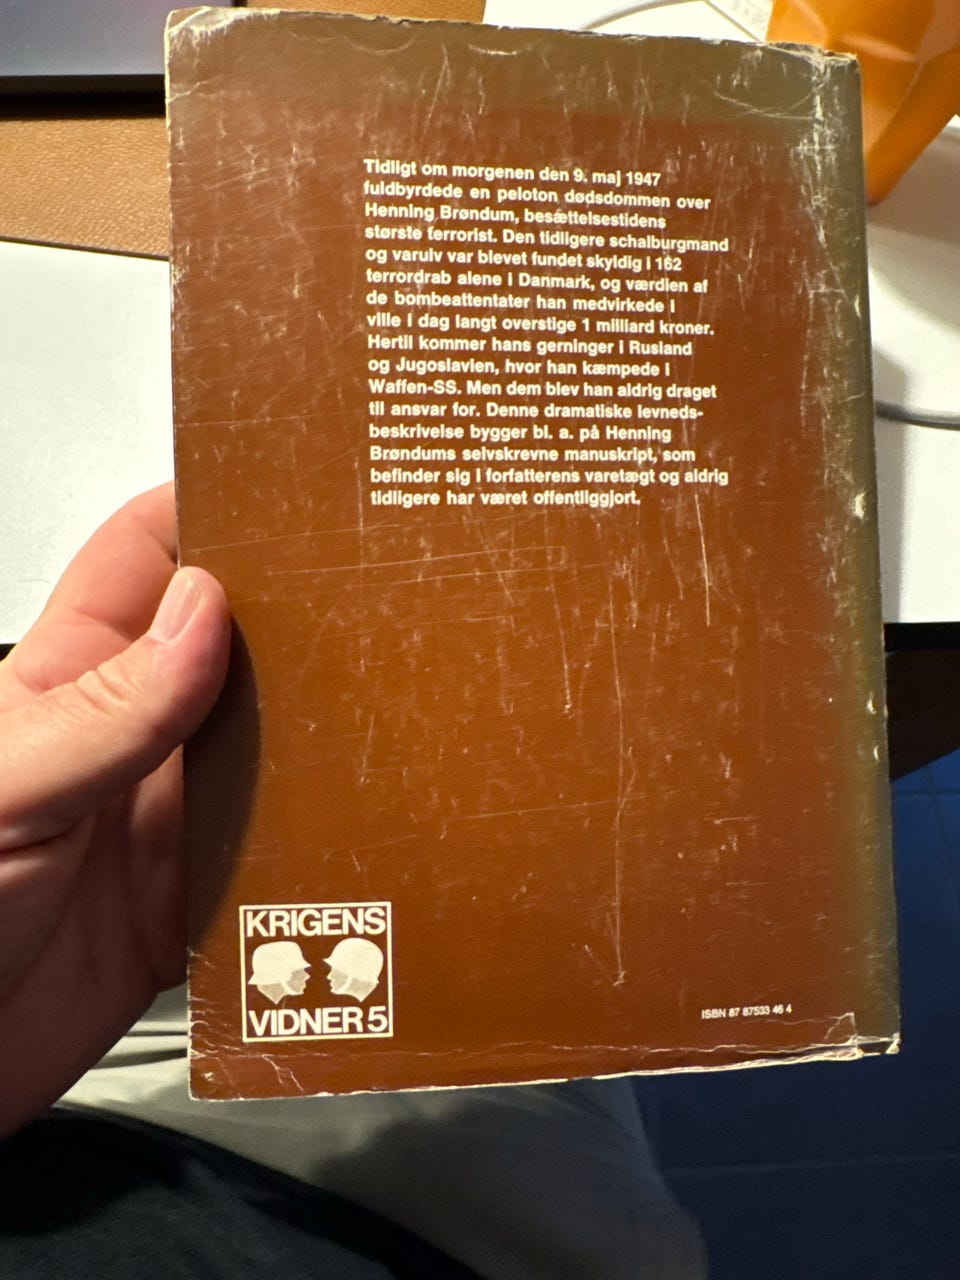 Tidligt om morgenen den 9. maj 1947
fuldbyrdede en peloton dødsdommen over
Henning Brøndum, besættelsestidens
største terrorist. Den tidligere schalburgmand
og varulv var blevet fundet skyldig i 162
terrordrab alene i Danmark, og værdien af
de bombeattentater han medvirkede i
ville i dag langt overstige 1 milliard kroner.
Hertil kommer hans gerninger i Rusland
og Jugoslavien, hvor han kæmpede i
Waffen-SS. Men dem blev han aldrig draget
til ansvar for. Denne dramatiske levneds-
beskrivelse bygger bl. a. på Henning
Brøndums selvskrevne manuskript, som
befinder sig i forfatterens varetægt og aldrig
tidligere har været offentliggjort.
KRIGENS
VIDNER 5
ISBN 87 87533 46 4